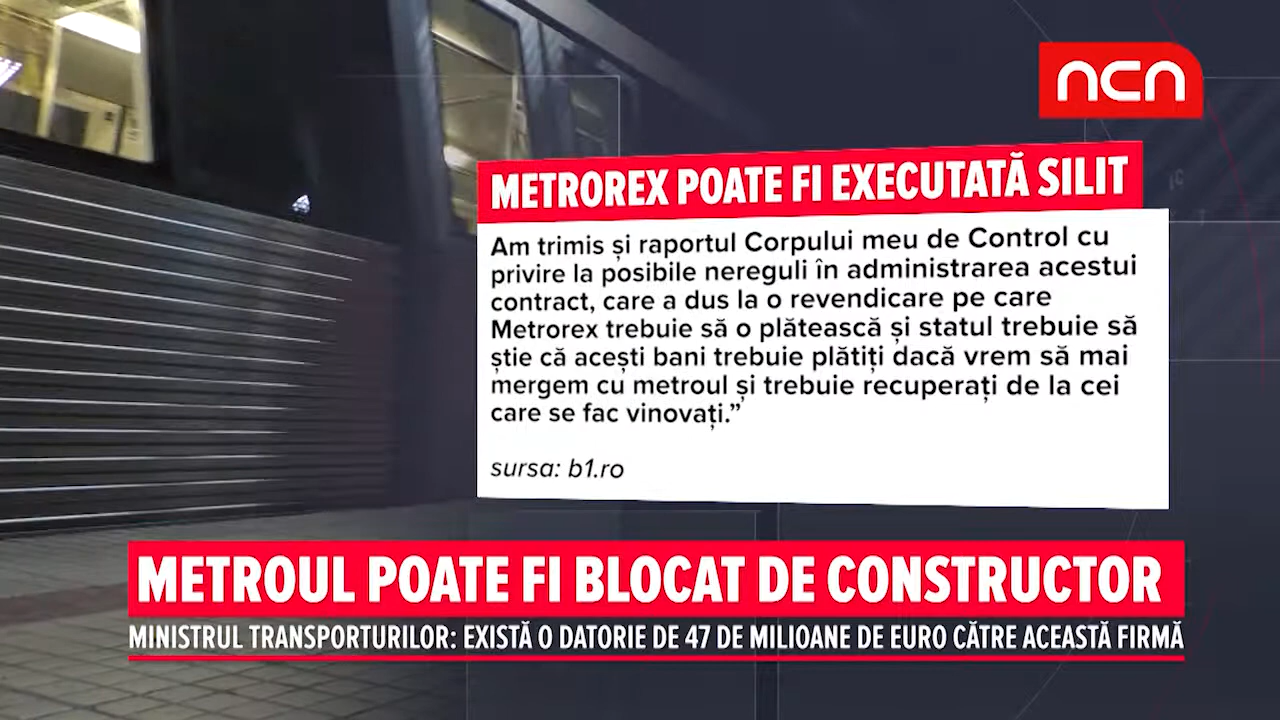 ncn
METROREX POATE FI EXECUTATĂ SILIT
Am trimis și raportul Corpului meu de Control cu
privire la posibile nereguli în administrarea acestui
contract, care a dus la o revendicare pe care
Metrorex trebuie să o plătească și statul trebuie să
știe că acești bani trebuie plătiți dacă vrem să mai
mergem cu metroul și trebuie recuperați de la cei
care se fac vinovați.”
sursa: b1.ro
METROUL POATE FI BLOCAT DE CONSTRUCTOR
MINISTRUL TRANSPORTURILOR: EXISTĂ O DATORIE DE 47 DE MILIOANE DE EURO CĂTRE ACEASTĂ FIRMĂ